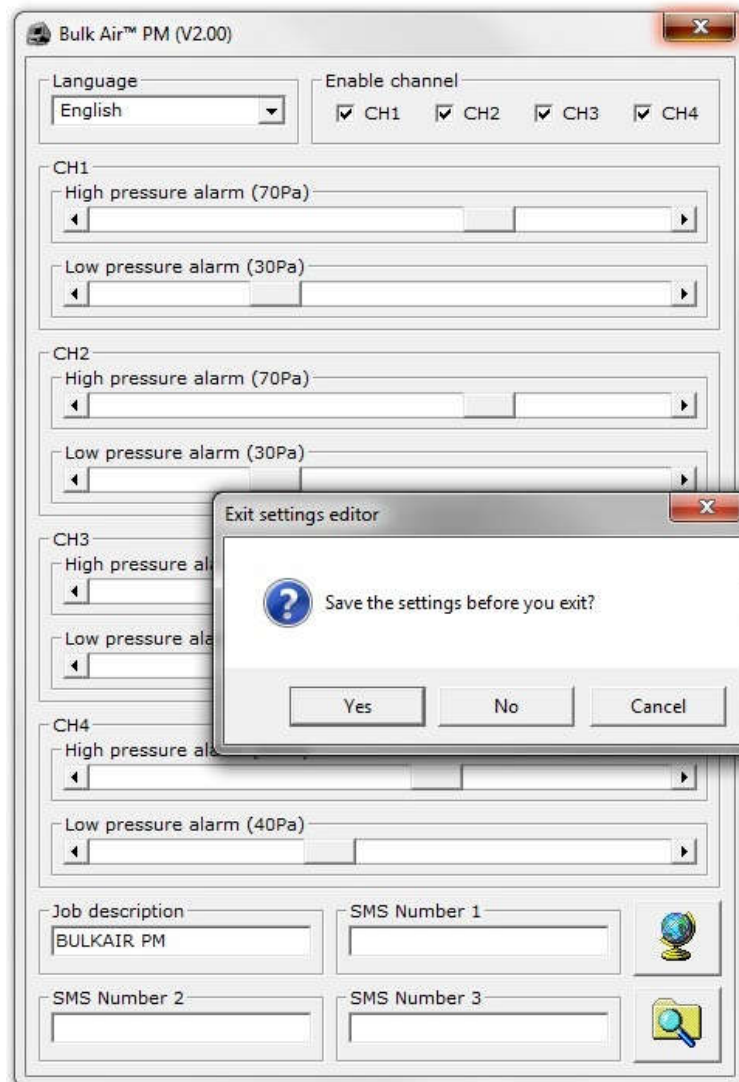 Bulk Air™ PM (V2.00)
Language
Enable channel
English
CH1 CH2 CH3 CH4
CH1
High pressure alarm (70Pa)
Low pressure alarm (30Pa)
CH2
High pressure alarm (70Pa)
Low pressure alarm (30Pa)
Exit settings editor
CH3
High pressure al
Save the settings before you exit?
Low pressure ala
Yes No Cancel
CH4
High pressure al
Low pressure alarm (40Pa)
Job description
SMS Number 1
BULKAIR PM
SMS Number 2
SMS Number 3